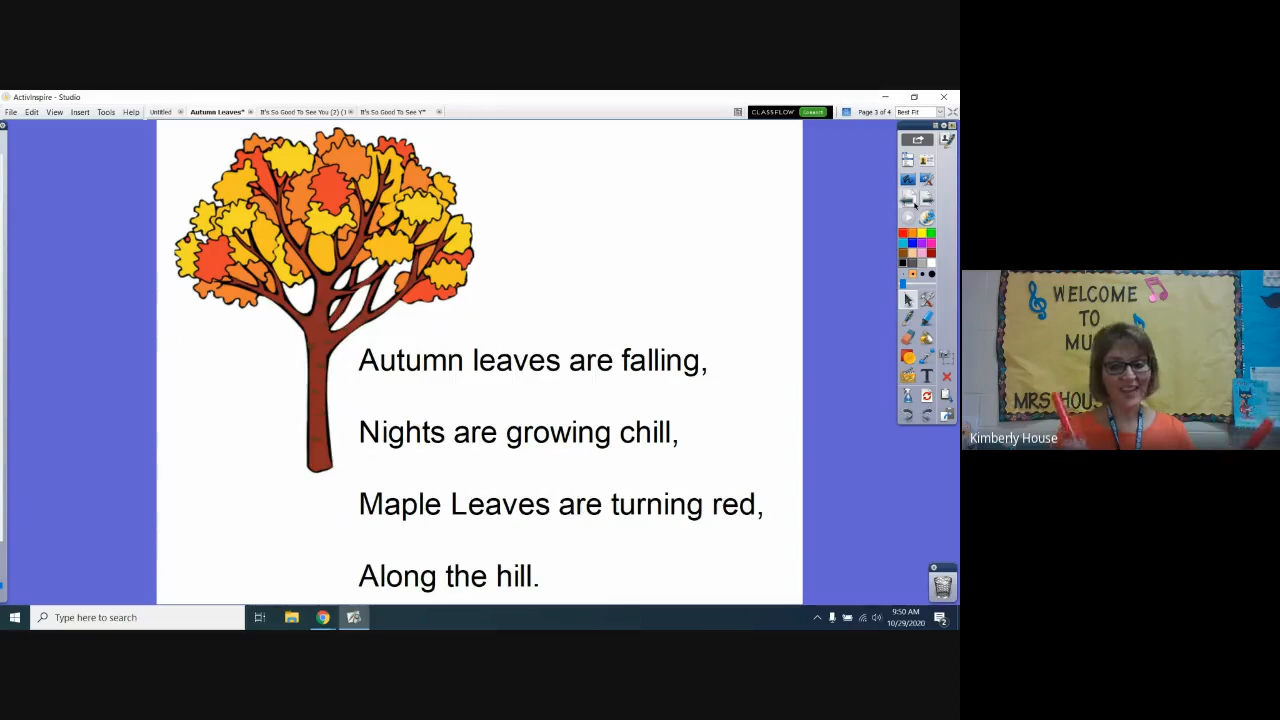 ActivInspire - Studio
File Edit View Insert Tools Help
Untitled
Autumn Leaves*
It's So Good To See You (2) (1
It's So Good To See Y*
CLASSFLOW
Connect
Page 3 of 4
Best Fit
Autumn leaves are falling,
Nights are growing chill,
Maple Leaves are turning red,
Along the hill.
T
Type here to search
9:50 AM
10/29/2020
2
WELCOME
TO
MU
MRS HOUS
Kimberly House